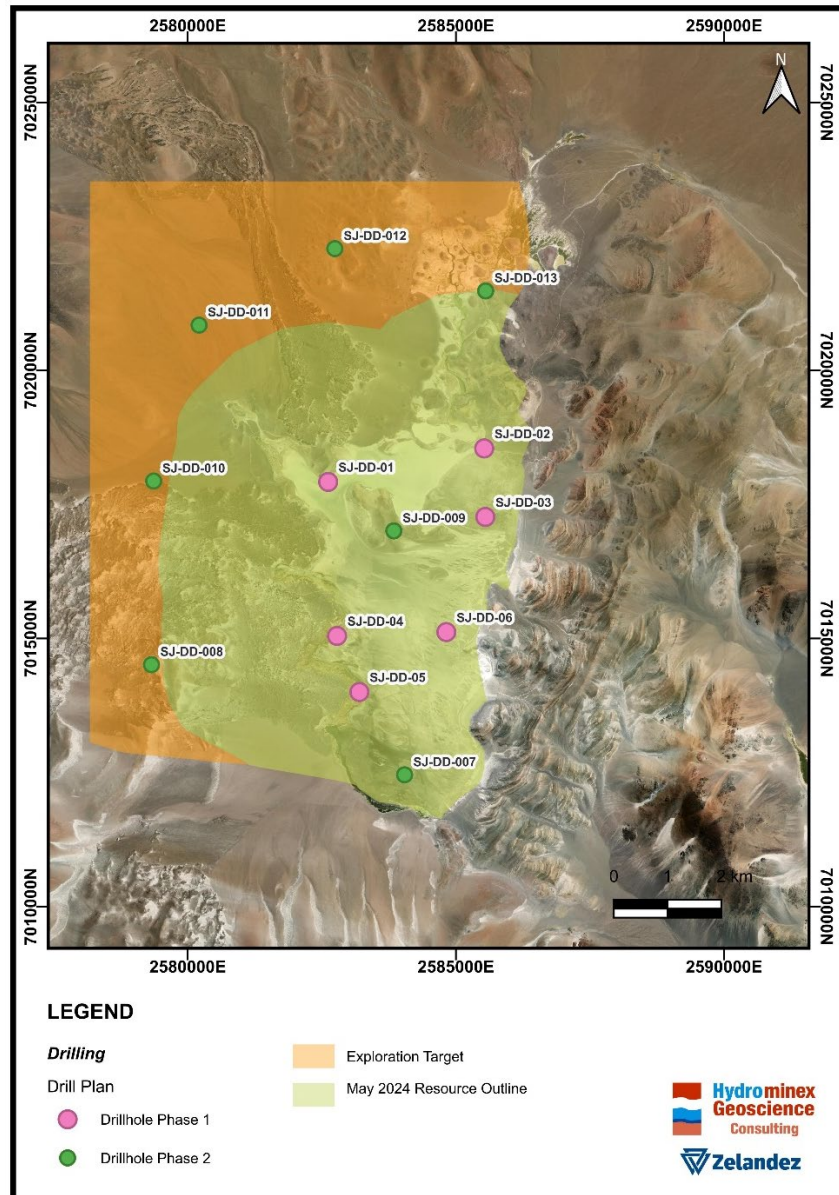 2580000E
2585000E
2590000E
N
7025000N
7025000N
SJ-DD-012
SJ-DD-013
SJ-DD-011
7020000N
7020000N
SJ-DD-02
SJ-DD-010
SJ-DD-01
SJ-DD-03
SJ-DD-009
SJ-DD-04
SJ-DD-06
7015000N
7015000N
SJ-DD-008
SJ-DD-05
SJ-DD-007
0 1 2 km
7010000N
7010000N
2580000E
2585000E
2590000E
LEGEND
Drilling
Drill Plan
Drillhole Phase 1
Drillhole Phase 2
Exploration Target
May 2024 Resource Outline
Hydrominex
Geoscience
Consulting
Zelandez